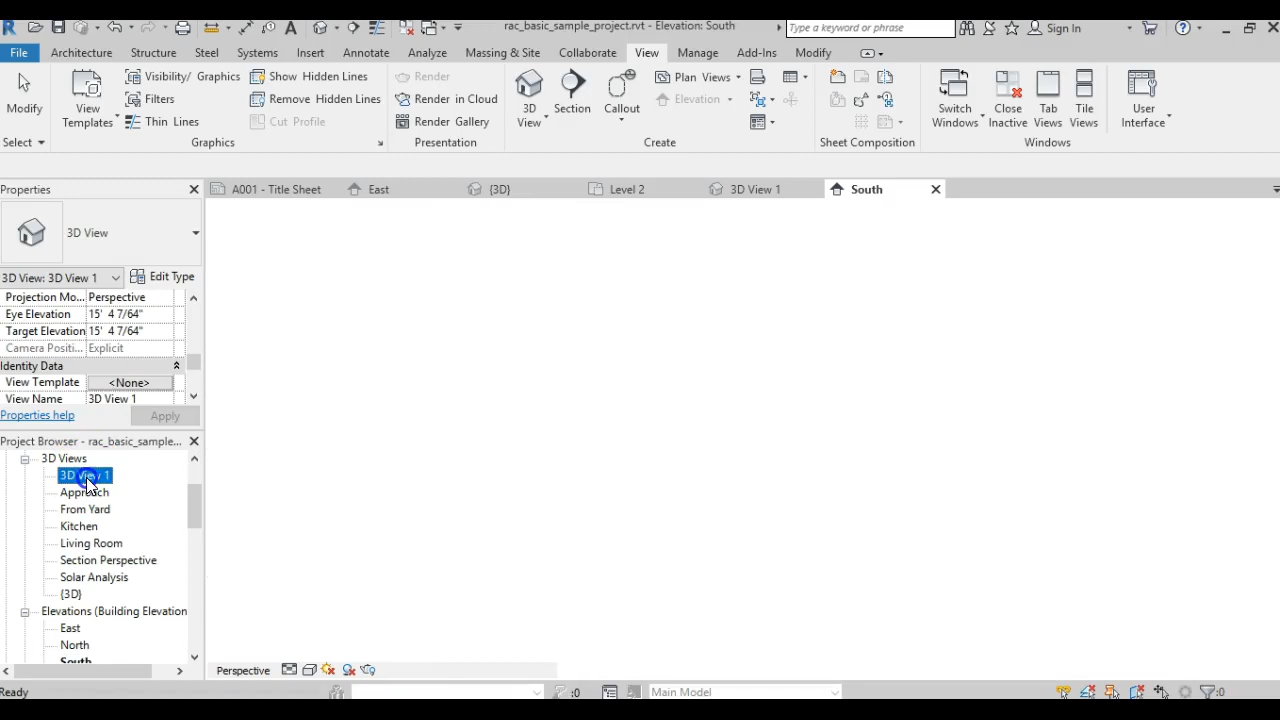 rac_basic_sample_project.rvt - Elevation: South
Type a keyword or phrase
Sign In
File Architecture Structure Steel Systems Insert Annotate Analyze Massing & Site Collaborate View Manage Add-Ins Modify
Modify
View Templates
Visibility/ Graphics
Filters
Thin Lines
Show Hidden Lines
Remove Hidden Lines
Cut Profile
Render
Render in Cloud
Render Gallery
3D View
Section
Callout
Plan Views
Elevation
Switch Windows
Close Inactive
Tab Views
Tile Views
User Interface
Select Graphics Presentation Create Sheet Composition Windows
Properties
A001 - Title Sheet East {3D} Level 2 3D View 1 South
3D View
3D View: 3D View 1 Edit Type
Projection Mo... Perspective
Eye Elevation 15' 4 7/64"
Target Elevation 15' 4 7/64"
Camera Positi... Explicit
Identity Data
View Template <None>
View Name 3D View 1
Properties help Apply
Project Browser - rac_basic_sample...
3D Views
3D View 1
Approach
From Yard
Kitchen
Living Room
Section Perspective
Solar Analysis
{3D}
Elevations (Building Elevation
East
North
South
Perspective
Ready
:0
Main Model
:0